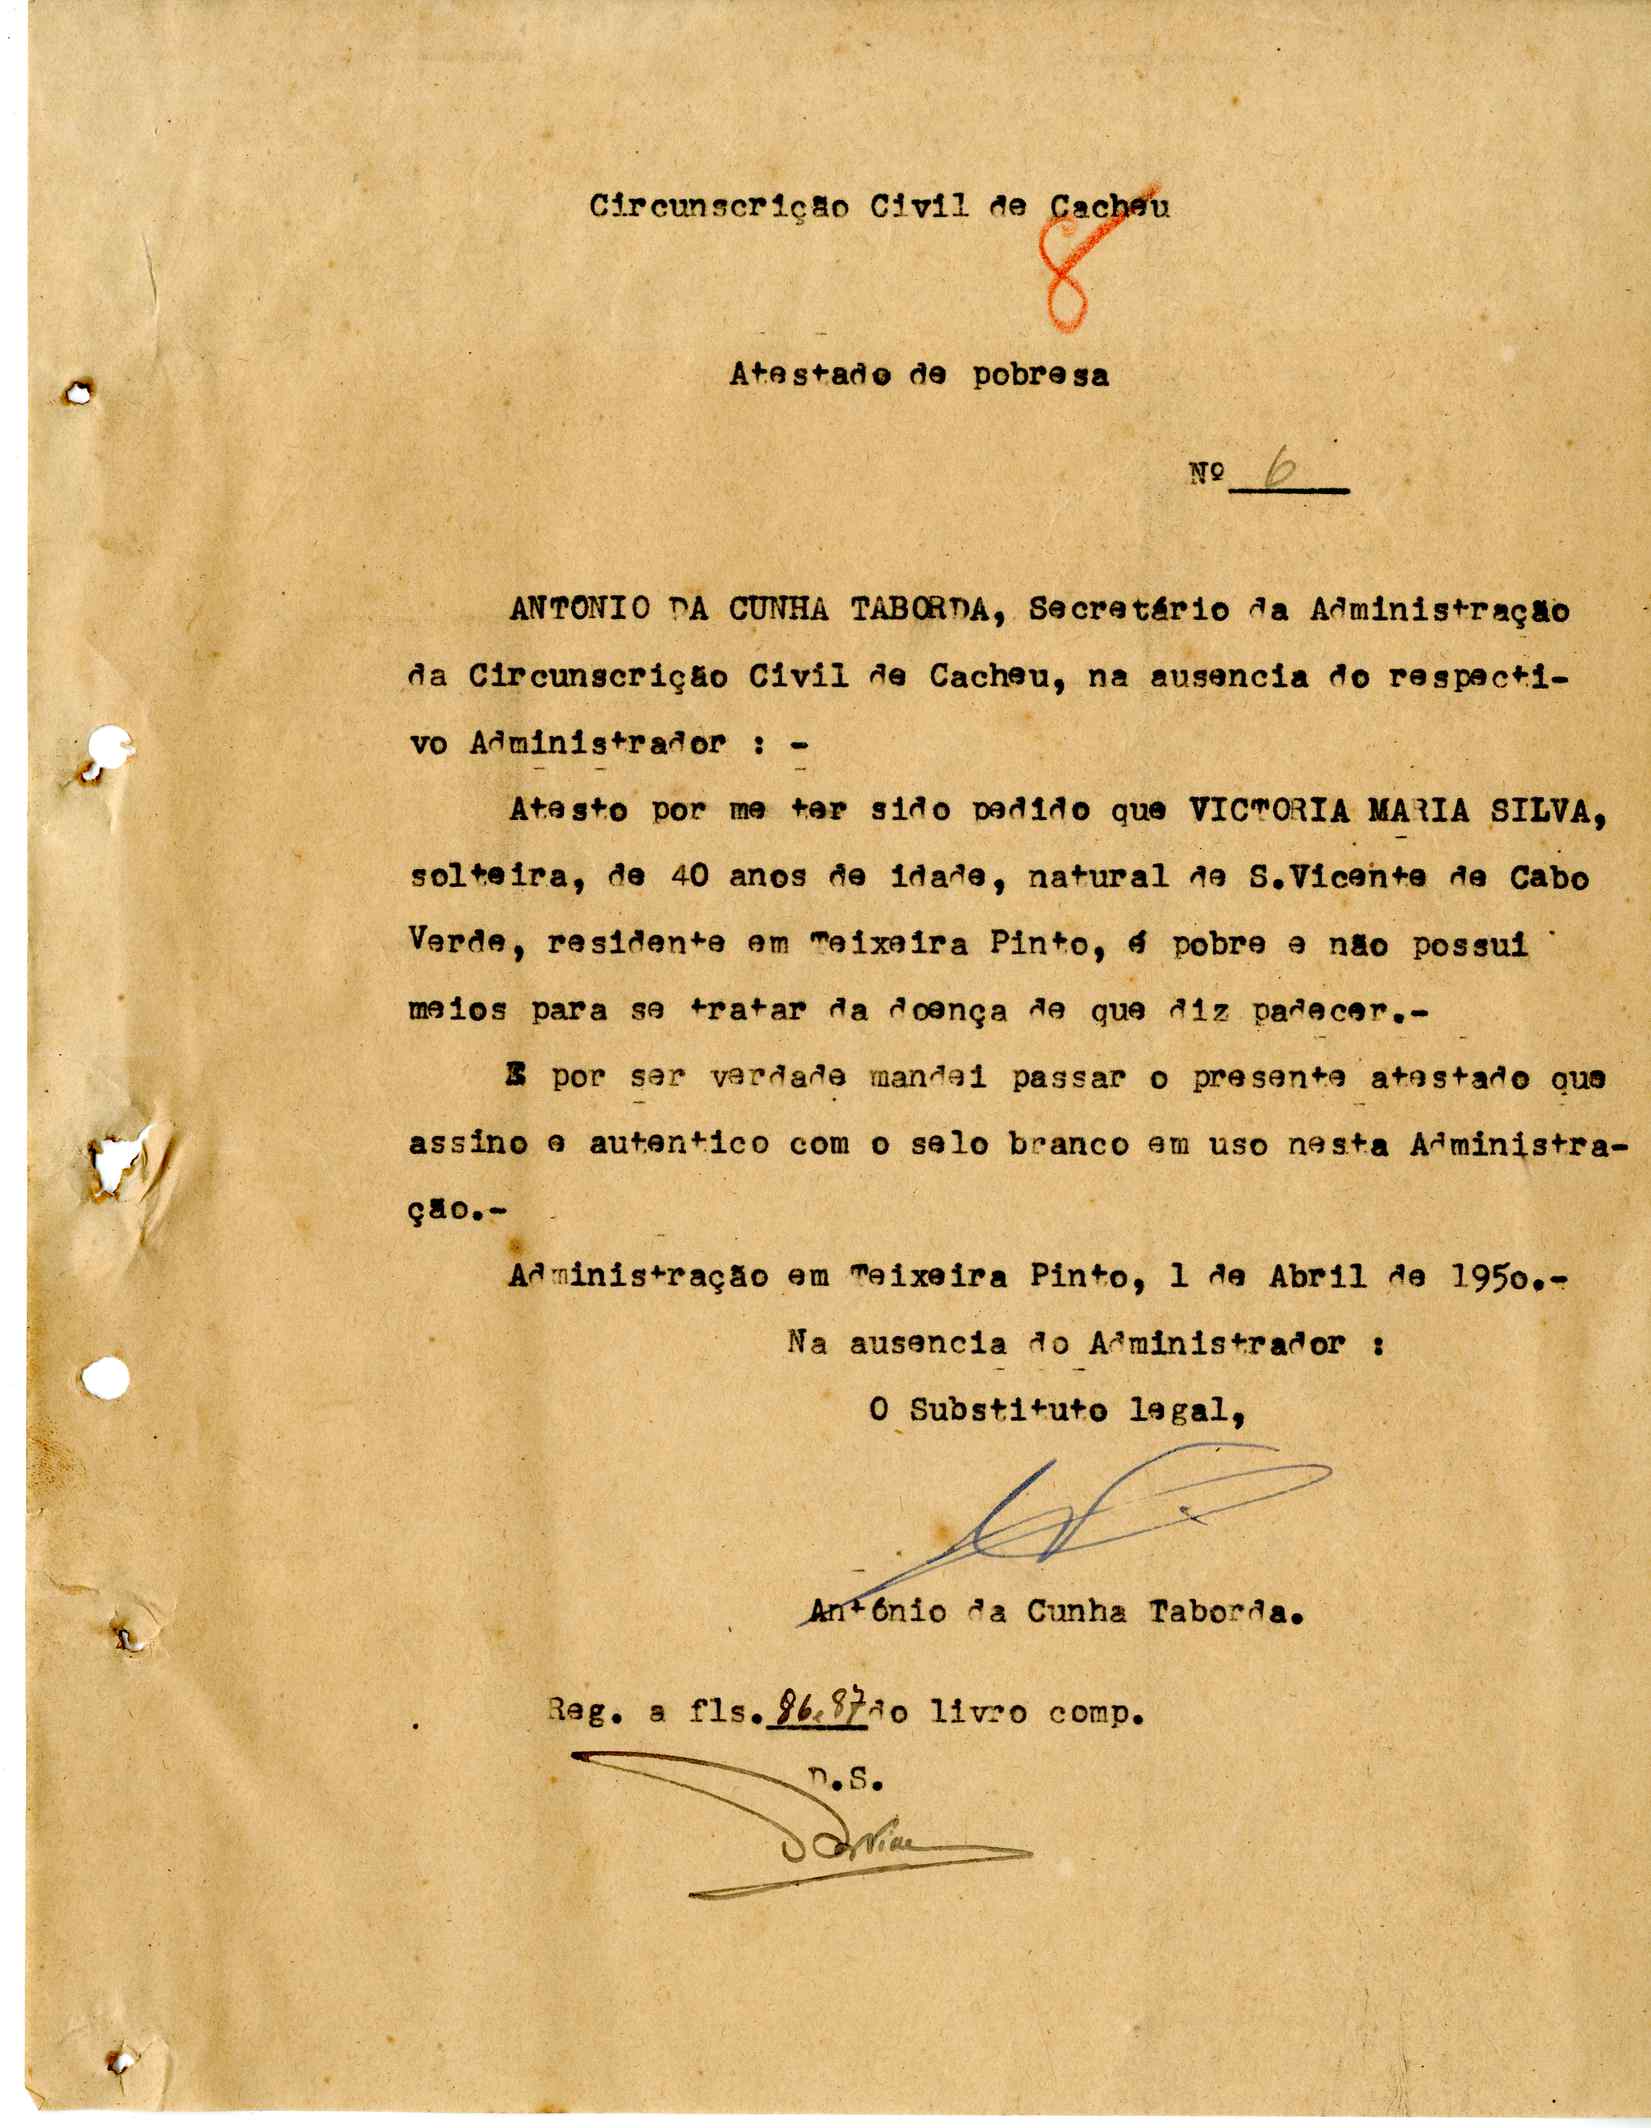 Circunscrição Civil de Cacheu
8
Atestado de pobresa
Nº 6
ANTONIO DA CUNHA TABORDA, Secretário da Administração
da Circunscrição Civil de Cacheu, na ausencia do respecti-
vo Administrador : -
Atesto por me ter sido pedido que VICTORIA MARIA SILVA,
solteira, de 40 anos de idade, natural de S.Vicente de Cabo
Verde, residente em Teixeira Pinto, é pobre e não possui
meios para se tratar da doença de que diz padecer.-
E por ser verdade mandei passar o presente atestado que
assino e autentico com o selo branco em uso nesta Administra-
ção.-
Administração em Teixeira Pinto, 1 de Abril de 195o.-
Na ausencia do Administrador :
O Substituto legal,
António da Cunha Taborda.
Reg. a fls. 86.87 do livro comp.
D.S.